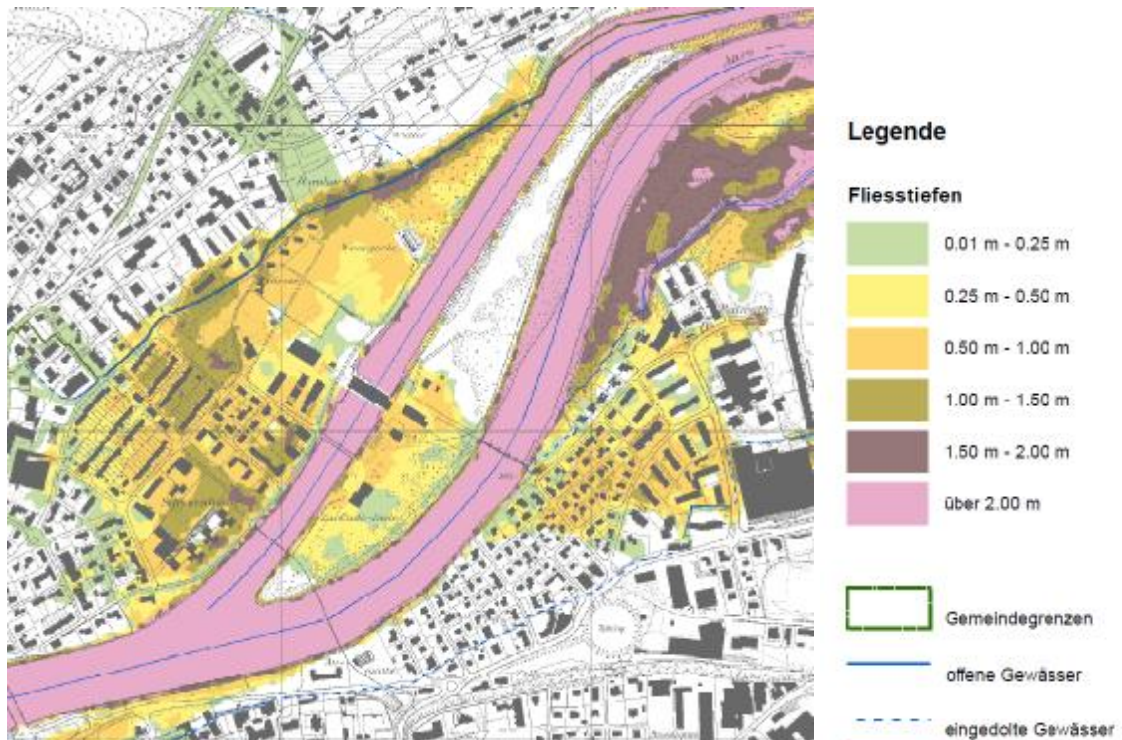 Legende
Fliesstiefen
0.01 m - 0.25 m
0.25 m - 0.50 m
0.50 m - 1.00 m
1.00 m - 1.50 m
1.50 m - 2.00 m
über 2.00 m
Gemeindegrenzen
offene Gewässer
eingedolte Gewässer